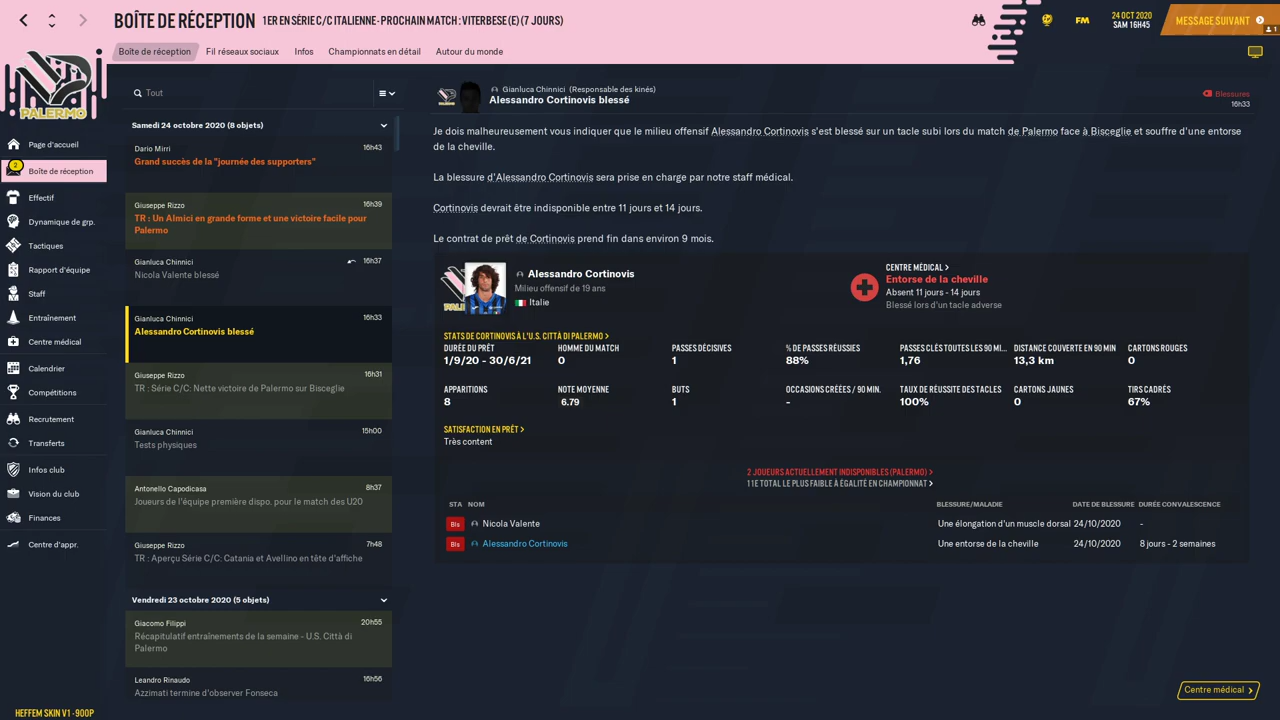 BOÎTE DE RÉCEPTION 1 ER EN SÉRIE C/C ITALIENNE - PROCHAIN MATCH : VITERBESE (E) (7 JOURS)
FM
24 OCT 2020
SAM 16H45
MESSAGE SUIVANT
1
Boîte de réception Fil réseaux sociaux Infos Championnats en détail Autour du monde
PALERMO
Page d'accueil
2
Boîte de réception
Effectif
Dynamique de grp.
Tactiques
Rapport d'équipe
Staff
Entraînement
Centre médical
Calendrier
Compétitions
Recrutement
Transferts
Infos club
Vision du club
Finances
Centre d'appr.
HEFFEM SKIN V1 - 900P
Tout
Samedi 24 octobre 2020 (8 objets)
Dario Mirri 16h43
Grand succès de la "journée des supporters"
Giuseppe Rizzo 16h39
TR : Un Almici en grande forme et une victoire facile pour
Palermo
Gianluca Chinnici 16h37
Nicola Valente blessé
Gianluca Chinnici 16h33
Alessandro Cortinovis blessé
Giuseppe Rizzo 16h31
TR : Série C/C: Nette victoire de Palermo sur Bisceglie
Gianluca Chinnici 15h00
Tests physiques
Antonello Capodicasa 8h37
Joueurs de l'équipe première dispo. pour le match des U20
Giuseppe Rizzo 7h48
TR : Aperçu Série C/C: Catania et Avellino en tête d'affiche
Vendredi 23 octobre 2020 (5 objets)
Giacomo Filippi 20h55
Récapitulatif entraînements de la semaine - U.S. Città di
Palermo
Leandro Rinaudo 16h56
Azzimati termine d'observer Fonseca
Gianluca Chinnici (Responsable des kinés)
Alessandro Cortinovis blessé
Blessures
16h33
Je dois malheureusement vous indiquer que le milieu offensif Alessandro Cortinovis s'est blessé sur un tacle subi lors du match de Palermo face à Bisceglie et souffre d'une entorse
de la cheville.
La blessure d'Alessandro Cortinovis sera prise en charge par notre staff médical.
Cortinovis devrait être indisponible entre 11 jours et 14 jours.
Le contrat de prêt de Cortinovis prend fin dans environ 9 mois.
Alessandro Cortinovis
Milieu offensif de 19 ans
Italie
CENTRE MÉDICAL
Entorse de la cheville
Absent 11 jours - 14 jours
Blessé lors d'un tacle adverse
STATS DE CORTINOVIS À L'U.S. CITTÀ DI PALERMO
DURÉE DU PRÊT HOMME DU MATCH PASSES DÉCISIVES % DE PASSES RÉUSSIES PASSES CLÉS TOUTES LES 90 MI... DISTANCE COUVERTE EN 90 MIN CARTONS ROUGES
1/9/20 - 30/6/21 0 1 88% 1,76 13,3 km 0
APPARITIONS NOTE MOYENNE BUTS OCCASIONS CRÉÉES / 90 MIN. TAUX DE RÉUSSITE DES TACLES CARTONS JAUNES TIRS CADRÉS
8 6.79 1 - 100% 0 67%
SATISFACTION EN PRÊT
Très content
2 JOUEURS ACTUELLEMENT INDISPONIBLES (PALERMO)
11E TOTAL LE PLUS FAIBLE À ÉGALITÉ EN CHAMPIONNAT
STA NOM BLESSURE/MALADIE DATE DE BLESSURE DURÉE CONVALESCENCE
Bls Nicola Valente Une élongation d'un muscle dorsal 24/10/2020 -
Bls Alessandro Cortinovis Une entorse de la cheville 24/10/2020 8 jours - 2 semaines
Centre médical